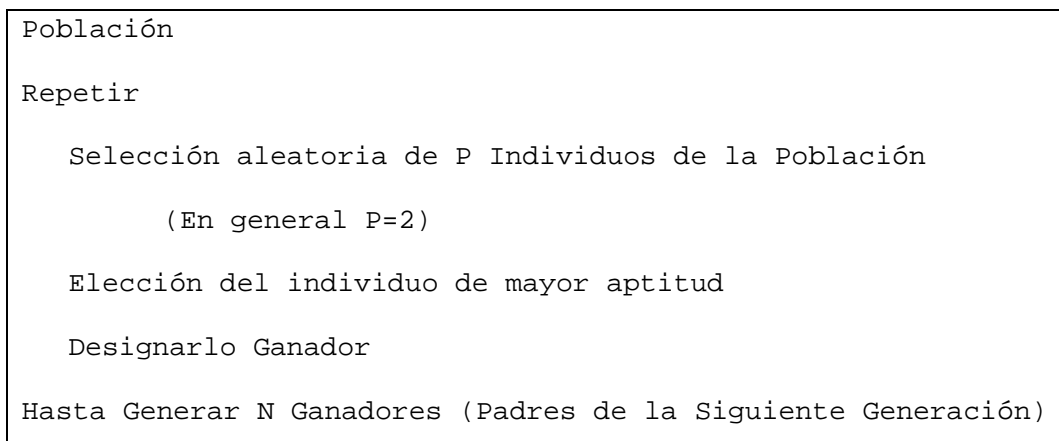 Población
Repetir
Selección aleatoria de P Individuos de la Población
(En general P=2)
Elección del individuo de mayor aptitud
Designarlo Ganador
Hasta Generar N Ganadores (Padres de la Siguiente Generación)